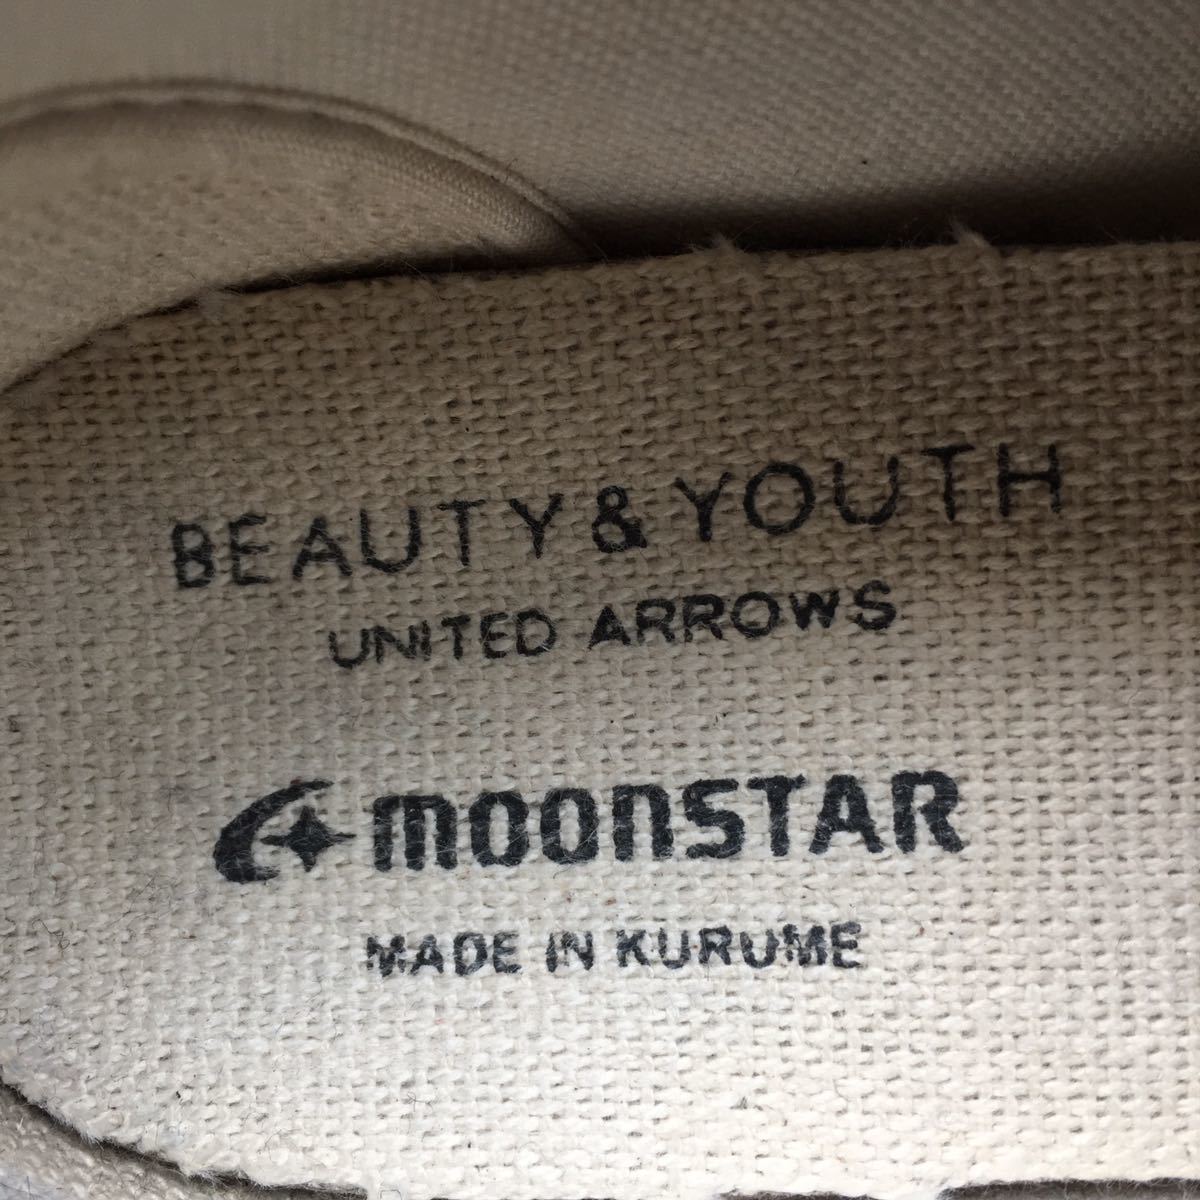 BEAUTY & YOUTH
UNITED ARROWS
MOONSTAR
MADE IN KURUME